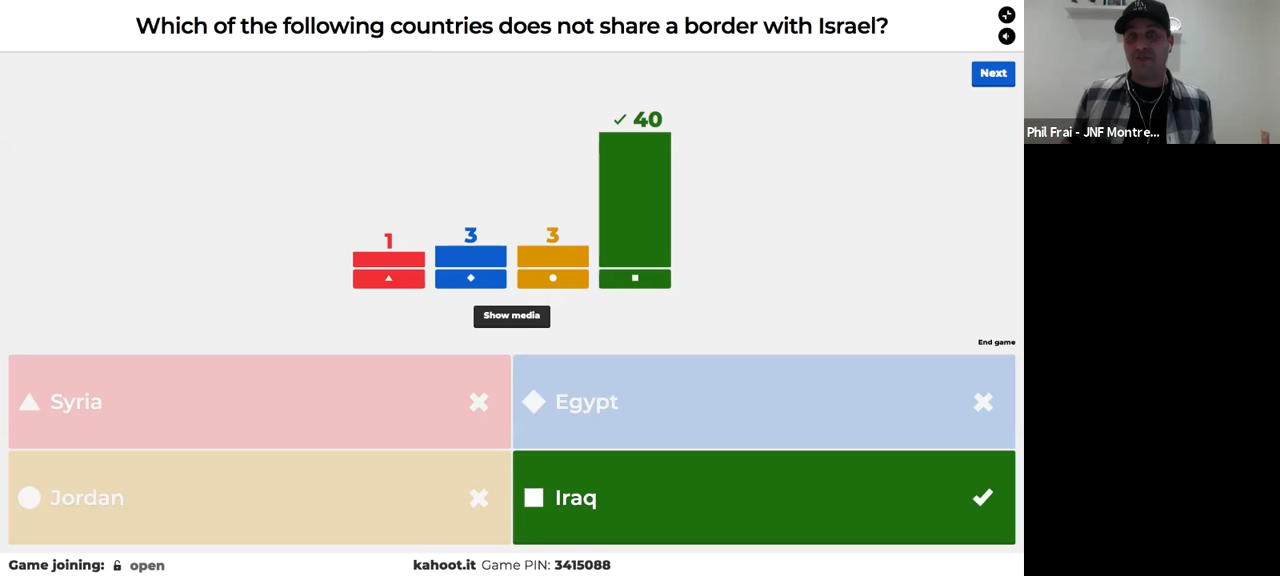 Which of the following countries does not share a border with Israel?
Next
40
1
3
3
Show media
End game
Syria
Egypt
Jordan
Iraq
Game joining: open
kahoot.it Game PIN: 3415088
Phil Frai - JNF Montre...